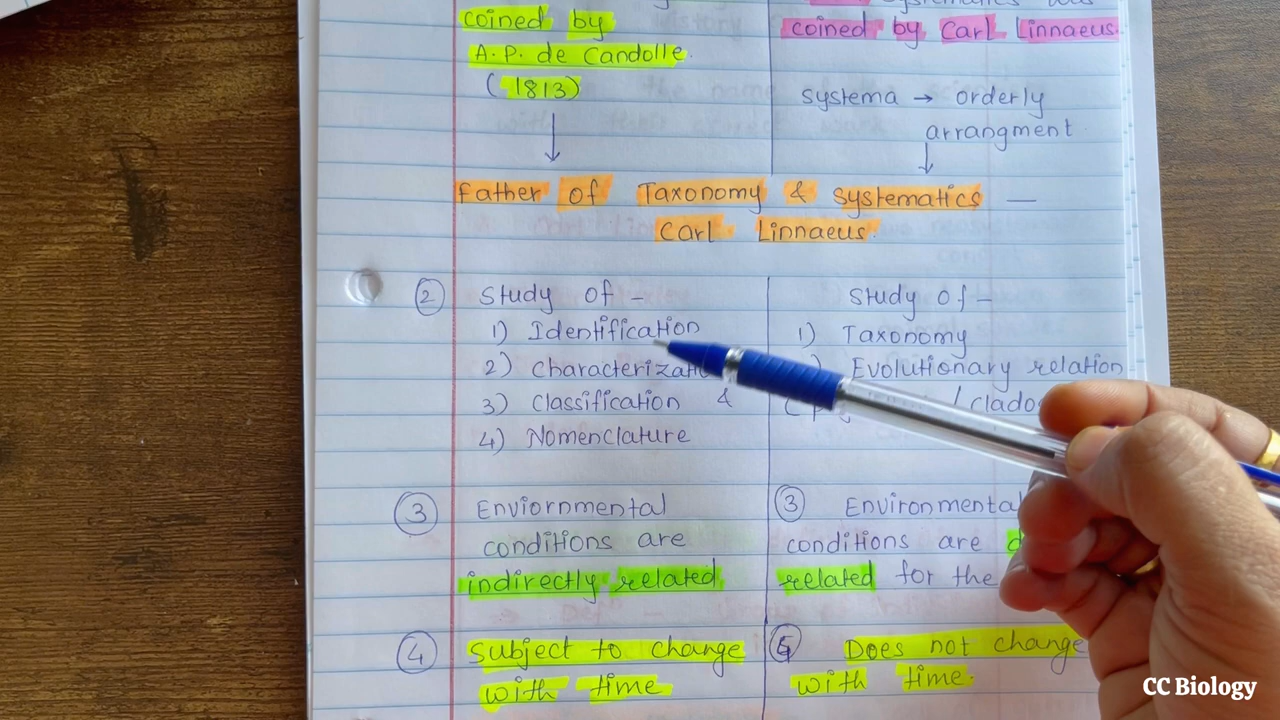 coined by
A.P. de Candolle.
(1813)
coined by Carl Linnaeus.
systema → orderly
arrangment
Father of Taxonomy & systematics —
Carl Linnaeus.
② Study of -
1) Identification
2) Characterizati
3) Classification &
4) Nomenclature
Study of -
1) Taxonomy
Evolutionary relation
/ clado
③ Enviornmental
conditions are
indirectly related
③ Environmenta
conditions are d
related for the
④ Subject to change
with time
Does not change
with time.
CC Biology